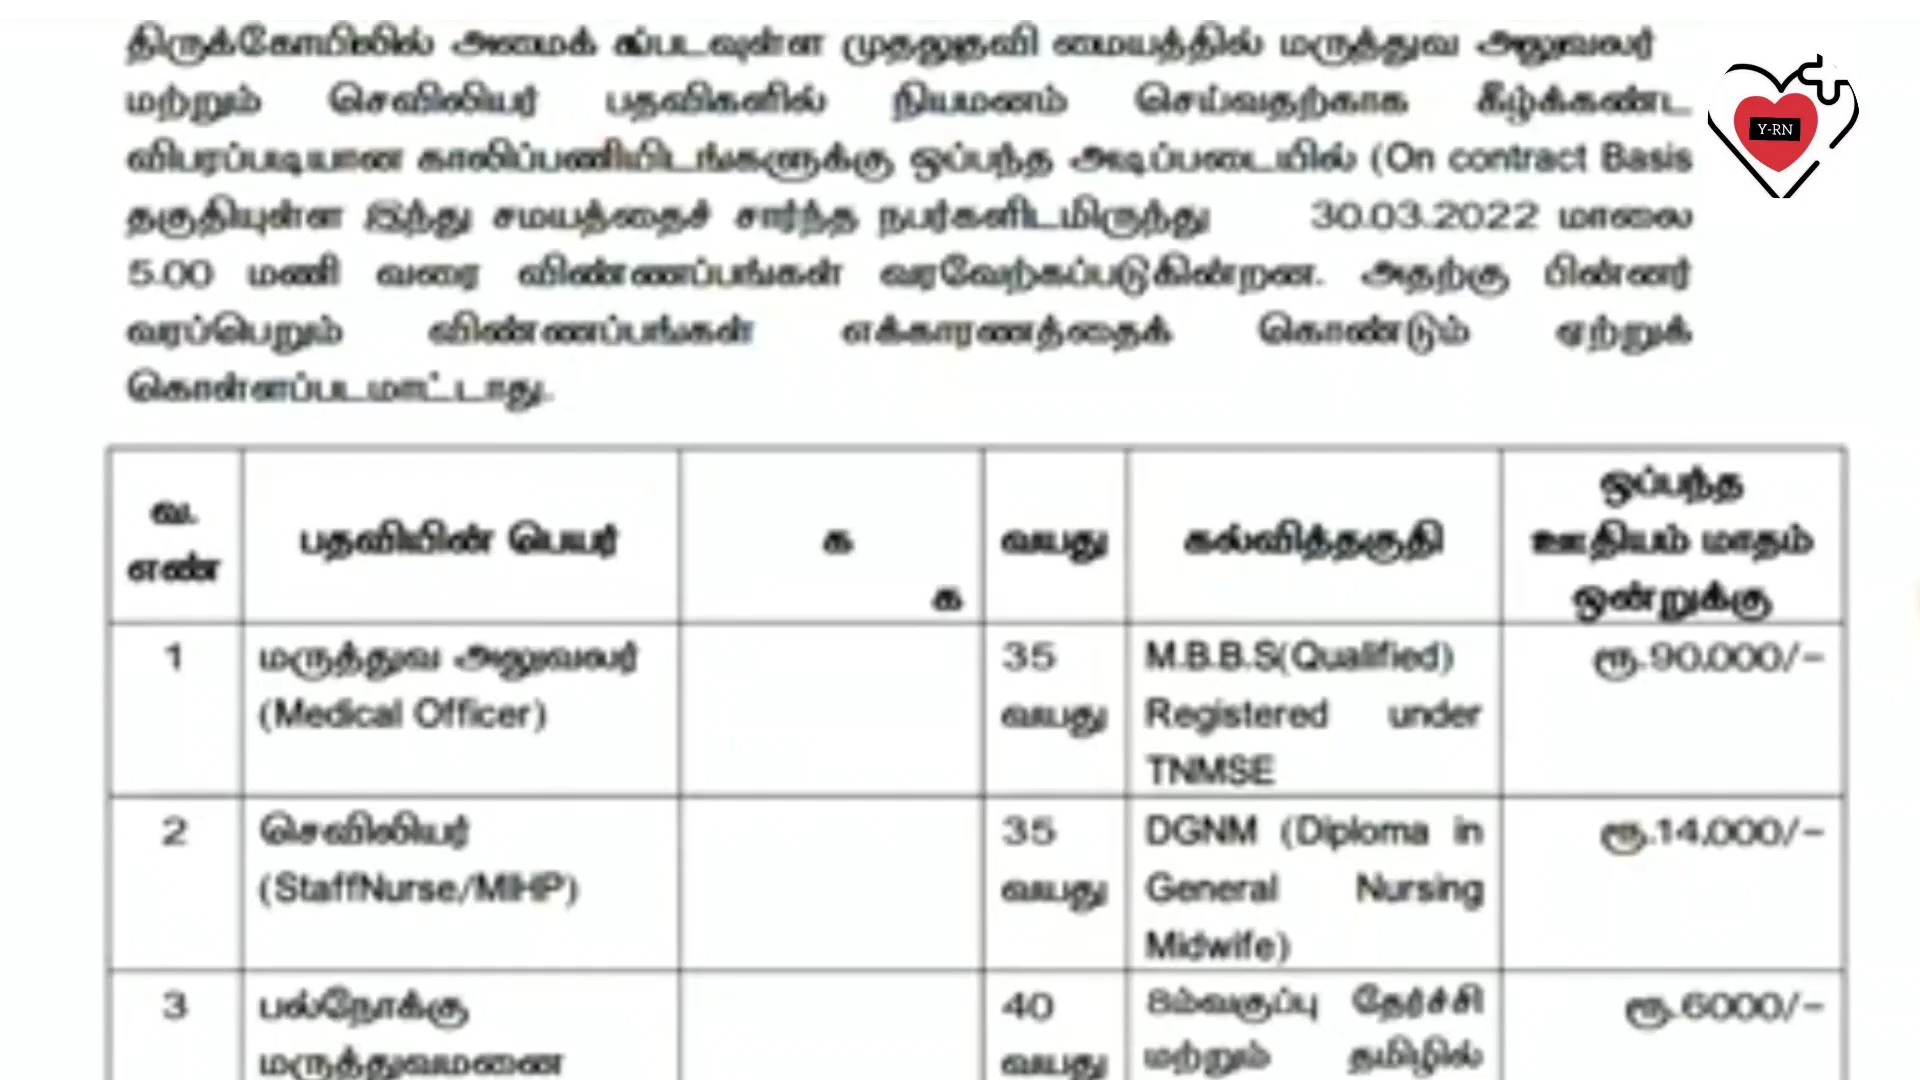 திருக்கோயிலில் அமைக் கப்படவுள்ள முதலுதவி மையத்தில் மருத்துவ அலுவலர்
மற்றும் செவிலியர் பதவிகளில் நியமனம் செய்வதற்காக கீழ்க்கண்ட
விபரப்படியான காலிப்பணியிடங்களுக்கு ஒப்பந்த அடிப்படையில் (On contract Basis
தகுதியுள்ள இந்து சமயத்தைச் சார்ந்த நபர்களிடமிருந்து 30.03.2022 மாலை
5.00 மணி வரை விண்ணப்பங்கள் வரவேற்கப்படுகின்றன. அதற்கு பின்னர்
வரப்பெறும் விண்ணப்பங்கள் எக்காரணத்தைக் கொண்டும் ஏற்றுக்
கொள்ளப்படமாட்டாது.
Y-RN
வ. எண் பதவியின் பெயர் க க வயது கல்வித்தகுதி ஒப்பந்த ஊதியம் மாதம் ஒன்றுக்கு
1 மருத்துவ அலுவலர் 35 M.B.B.S(Qualified) ரூ.90,000/–
(Medical Officer) வயது Registered under
TNMSE
2 செவிலியர் 35 DGNM (Diploma in ரூ.14,000/–
(StaffNurse/MlHP) வயது General Nursing
Midwife)
3 பல்நோக்கு 40 8ம்வகுப்பு தேர்ச்சி ரூ.6000/–
மருத்துவமணை வயது மற்றும் தமிழில்